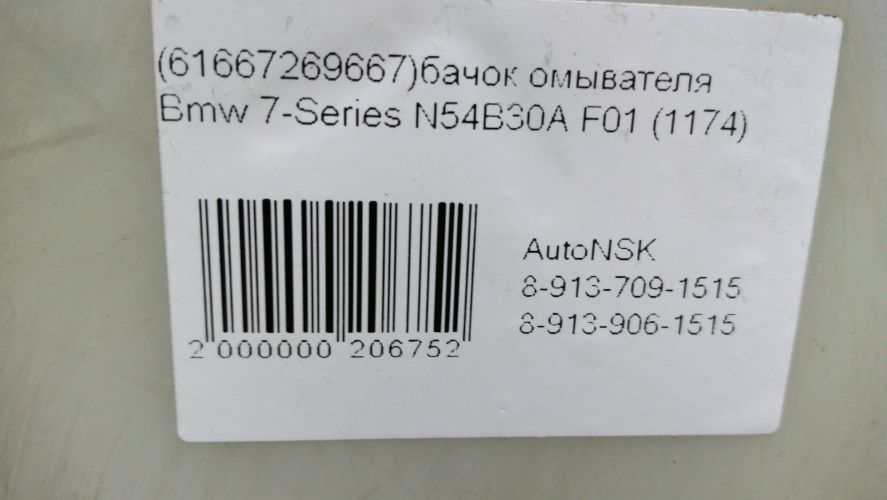 (61667269667)бачок омывателя
Bmw 7-Series N54B30A F01 (1174)
AutoNSK
8-913-709-1515
8-913-906-1515
2 000000 206752